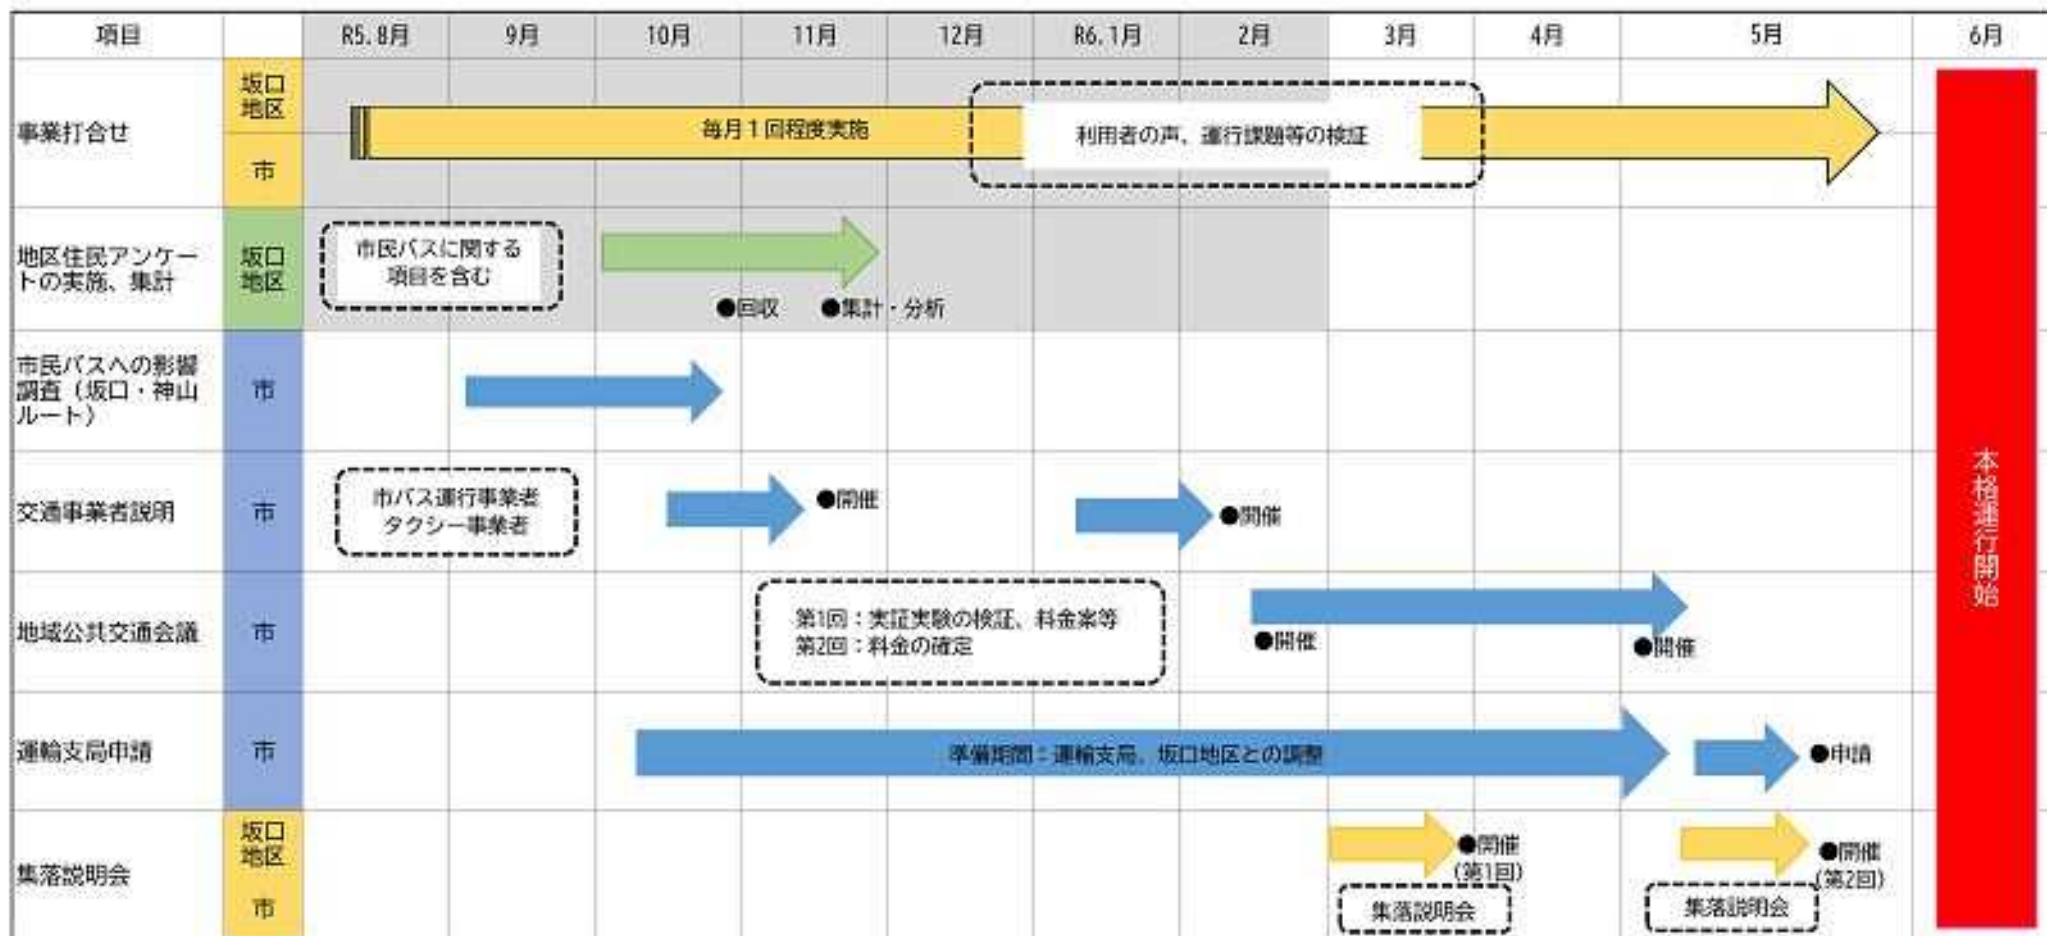 項目 R5.8月 9月 10月 11月 12月 R6.1月 2月 3月 4月 5月 6月
事業打合せ
坂口
地区
市
毎月1回程度実施
利用者の声、運行課題等の検証
地区住民アンケー
トの実施、集計
坂口
地区
市民バスに関する
項目を含む
●回収 ●集計・分析
市民バスへの影響
調査(坂口・神山
ルート)
市
交通事業者説明
市
市バス運行事業者
タクシー事業者
●開催
●開催
地域公共交通会議
市
第1回:実証実験の検証、料金案等
第2回:料金の確定
●開催
●開催
運輸支局申請
市
準備期間:運輸支局、坂口地区との調整
●申請
集落説明会
坂口
地区
市
●開催
(第1回)
集落説明会
●開催
(第2回)
集落説明会
本格運行開始